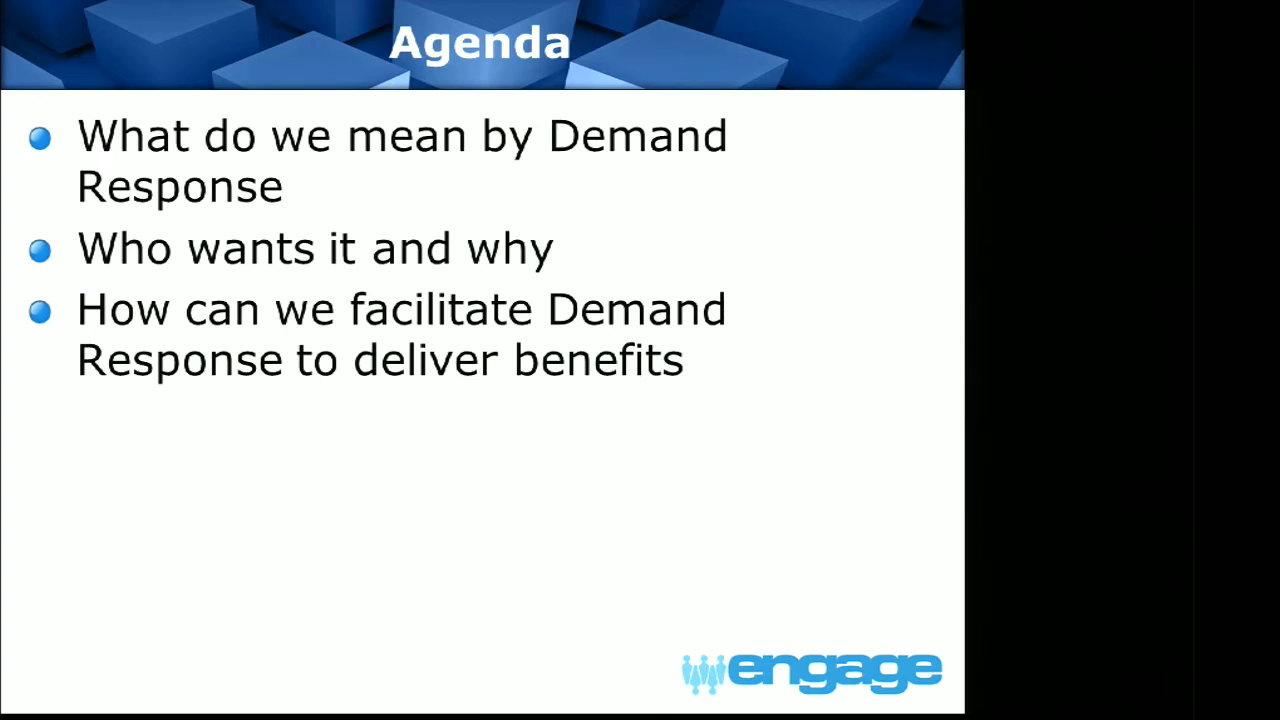 Agenda
What do we mean by Demand
Response
Who wants it and why
How can we facilitate Demand
Response to deliver benefits
engage